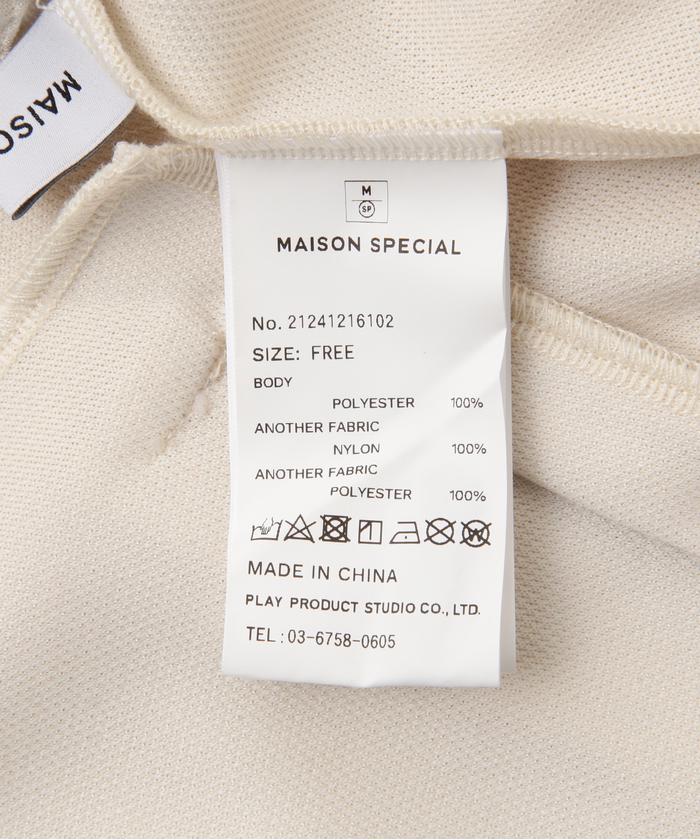 MAISO
M
SP
MAISON SPECIAL
No. 21241216102
SIZE: FREE
BODY
POLYESTER 100%
ANOTHER FABRIC
NYLON 100%
ANOTHER FABRIC
POLYESTER 100%
W
MADE IN CHINA
PLAY PRODUCT STUDIO CO., LTD.
TEL : 03-6758-0605